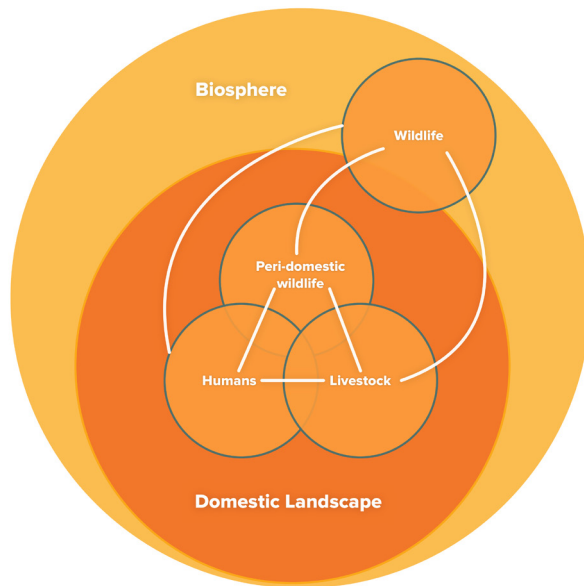 Biosphere
Wildlife
Peri-domestic
wildlife
Humans
Livestock
Domestic Landscape